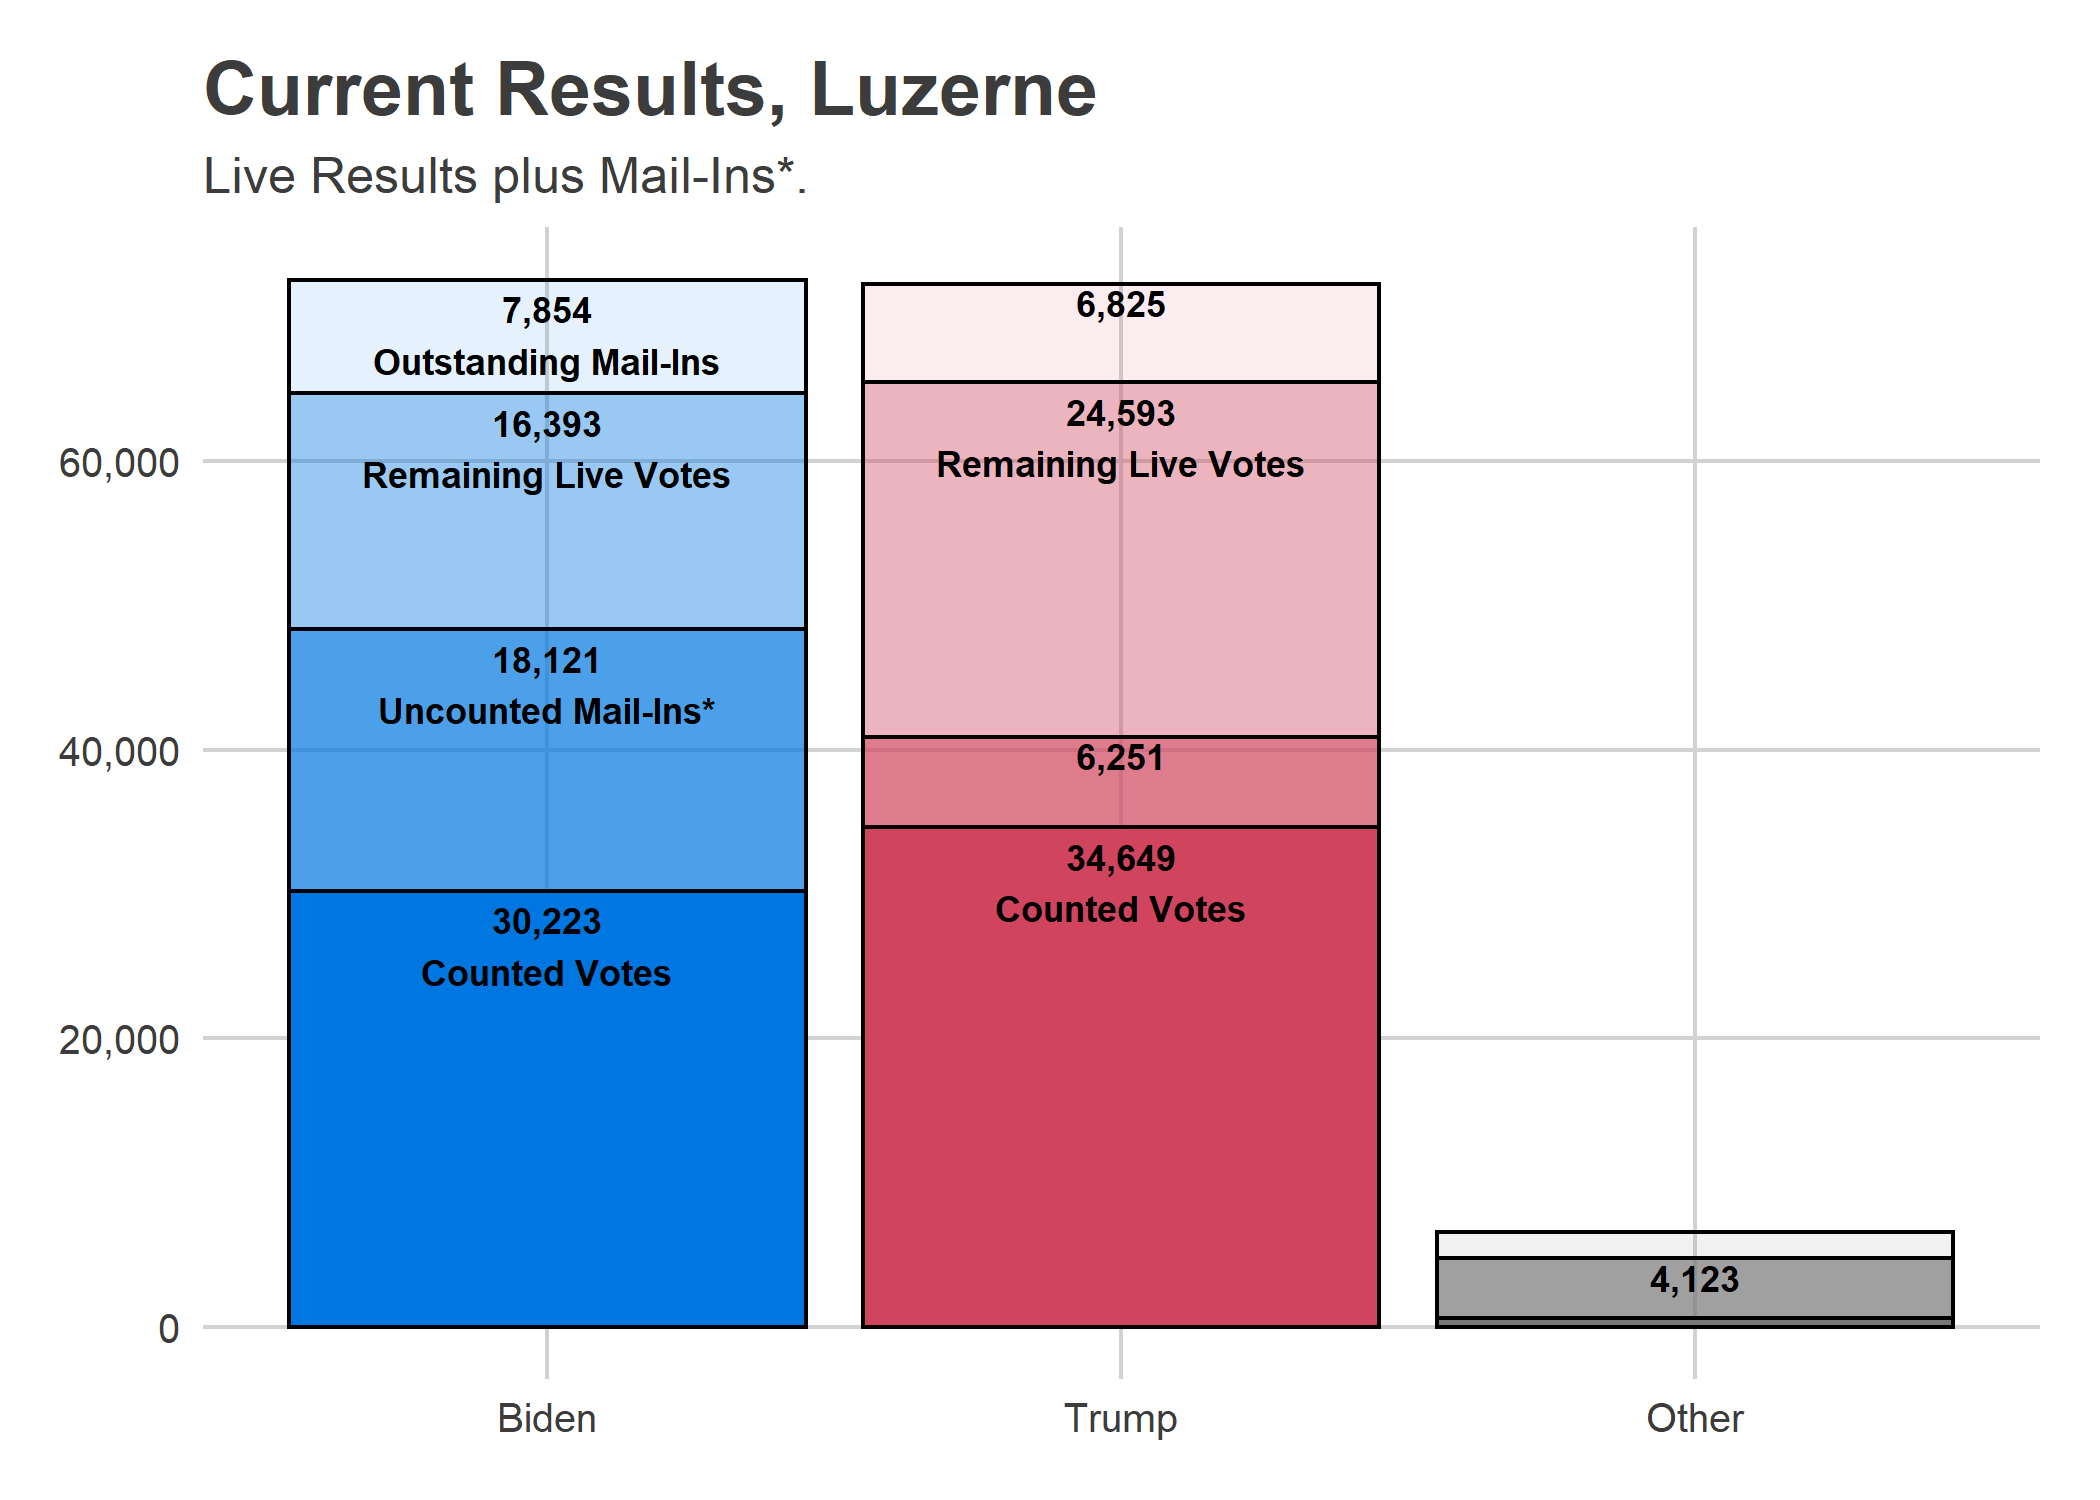 Current Results, Luzerne
Live Results plus Mail-Ins*.
7,854
Outstanding Mail-Ins
16,393
Remaining Live Votes
18,121
Uncounted Mail-Ins*
30,223
Counted Votes
6,825
24,593
Remaining Live Votes
6,251
34,649
Counted Votes
4,123
60,000
40,000
20,000
0
Biden
Trump
Other